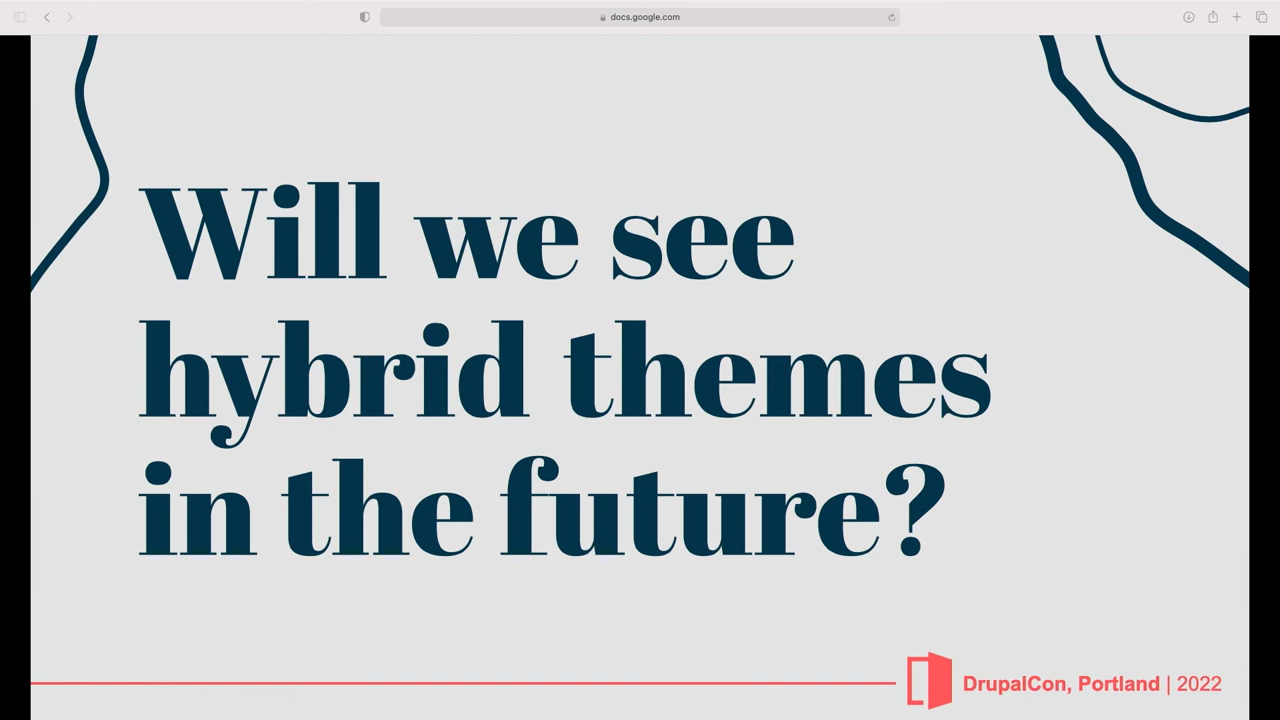 docs.google.com
Will we see
hybrid themes
in the future?
DrupalCon, Portland | 2022